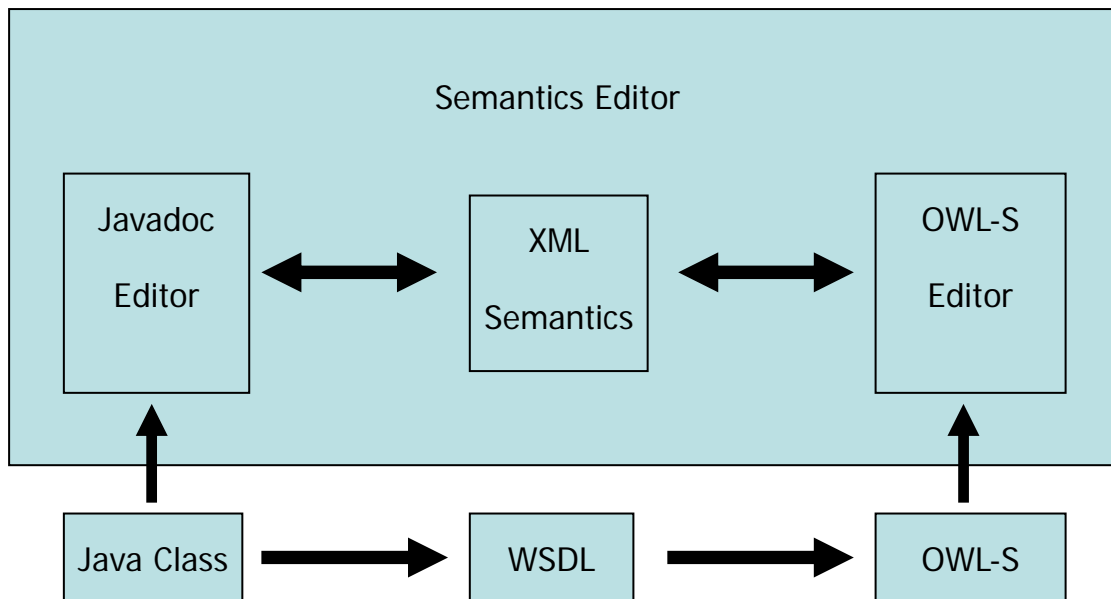 Semantics Editor
Javadoc
Editor
XML
Semantics
OWL-S
Editor
Java Class
WSDL
OWL-S